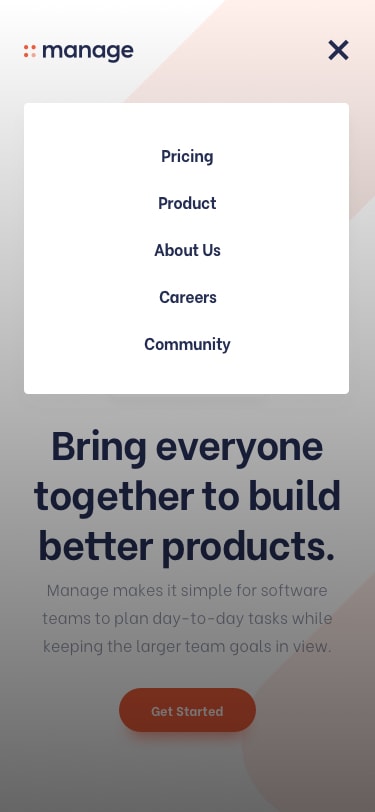 manage
Pricing
Product
About Us
Careers
Community
Bring everyone
together to build
better products.
Manage makes it simple for software
teams to plan day-to-day tasks while
keeping the larger team goals in view.
Get Started